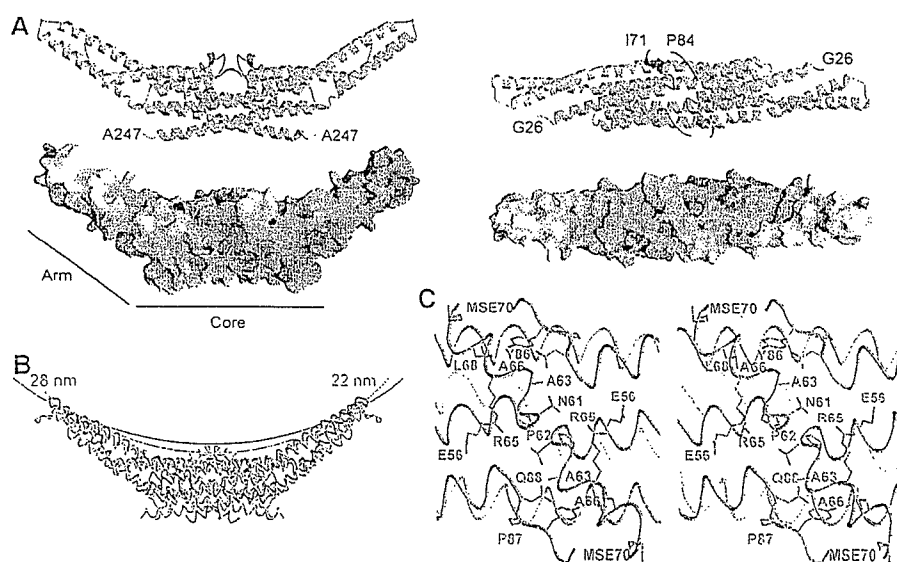 A
I71 P84
G26
G26
A247 A247
Arm
Core
B
28 nm 22 nm
C
MSE70
L68 A66 Y86
A63
N61
E56
R65
R65 P62
E56
Q88 A63
A66
P87
MSE70
MSE70
L68 A66 Y86
A63
N61
E56
R65
R65 P62
E56
Q88 A63
A66
P87
MSE70